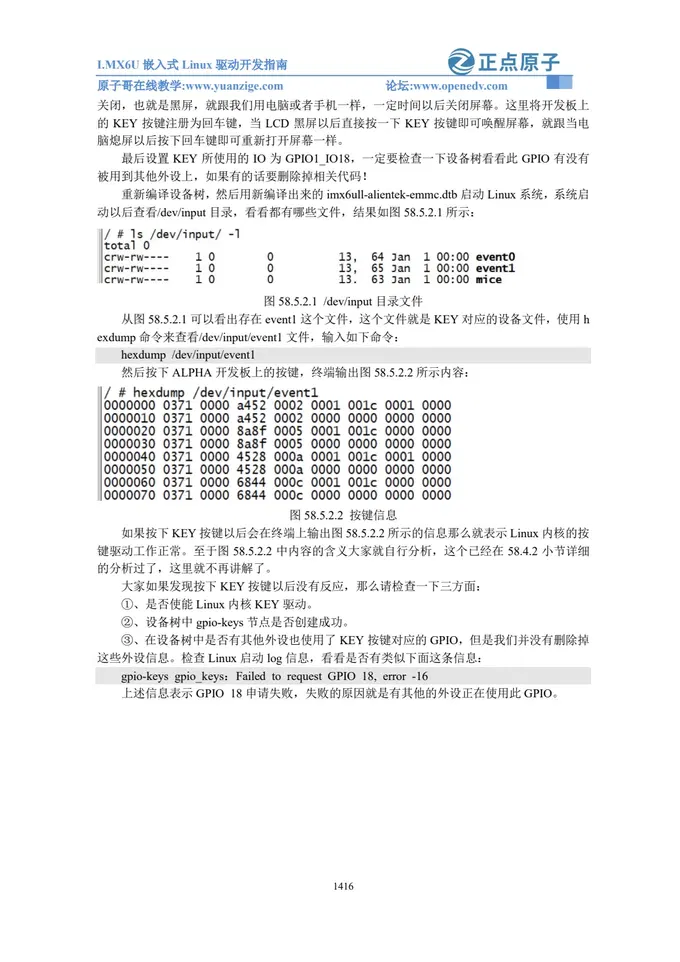 I.MX6U 嵌入式 Linux 驱动开发指南
正点原子
原子哥在线教学:www.yuanzige.com 论坛:www.openedv.com
关闭，也就是黑屏，就跟我们用电脑或者手机一样，一定时间以后关闭屏幕。这里将开发板上
的 KEY 按键注册为回车键，当 LCD 黑屏以后直接按一下 KEY 按键即可唤醒屏幕，就跟当电
脑熄屏以后按下回车键即可重新打开屏幕一样。
最后设置 KEY 所使用的 IO 为 GPIO1_IO18，一定要检查一下设备树看看此 GPIO 有没有
被用到其他外设上，如果有的话要删除掉相关代码！
重新编译设备树，然后用新编译出来的 imx6ull-alientek-emmc.dtb 启动 Linux 系统，系统启
动以后查看/dev/input 目录，看看都有哪些文件，结果如图 58.5.2.1 所示：
/ # ls /dev/input/ -l
total 0
crw-rw---- 1 0 0 13, 64 Jan 1 00:00 event0
crw-rw---- 1 0 0 13, 65 Jan 1 00:00 event1
crw-rw---- 1 0 0 13. 63 Jan 1 00:00 mice
图 58.5.2.1 /dev/input 目录文件
从图 58.5.2.1 可以看出存在 event1 这个文件，这个文件就是 KEY 对应的设备文件，使用 h
exdump 命令来查看/dev/input/event1 文件，输入如下命令：
hexdump /dev/input/event1
然后按下 ALPHA 开发板上的按键，终端输出图 58.5.2.2 所示内容：
/ # hexdump /dev/input/event1
0000000 0371 0000 a452 0002 0001 001c 0001 0000
0000010 0371 0000 a452 0002 0000 0000 0000 0000
0000020 0371 0000 8a8f 0005 0001 001c 0000 0000
0000030 0371 0000 8a8f 0005 0000 0000 0000 0000
0000040 0371 0000 4528 000a 0001 001c 0001 0000
0000050 0371 0000 4528 000a 0000 0000 0000 0000
0000060 0371 0000 6844 000c 0001 001c 0000 0000
0000070 0371 0000 6844 000c 0000 0000 0000 0000
图 58.5.2.2 按键信息
如果按下 KEY 按键以后会在终端上输出图 58.5.2.2 所示的信息那么就表示 Linux 内核的按
键驱动工作正常。至于图 58.5.2.2 中内容的含义大家就自行分析，这个已经在 58.4.2 小节详细
的分析过了，这里就不再讲解了。
大家如果发现按下 KEY 按键以后没有反应，那么请检查一下三方面：
①、是否使能 Linux 内核 KEY 驱动。
②、设备树中 gpio-keys 节点是否创建成功。
③、在设备树中是否有其他外设也使用了 KEY 按键对应的 GPIO，但是我们并没有删除掉
这些外设信息。检查 Linux 启动 log 信息，看看是否有类似下面这条信息：
gpio-keys gpio_keys：Failed to request GPIO 18, error -16
上述信息表示 GPIO 18 申请失败，失败的原因就是有其他的外设正在使用此 GPIO。
1416